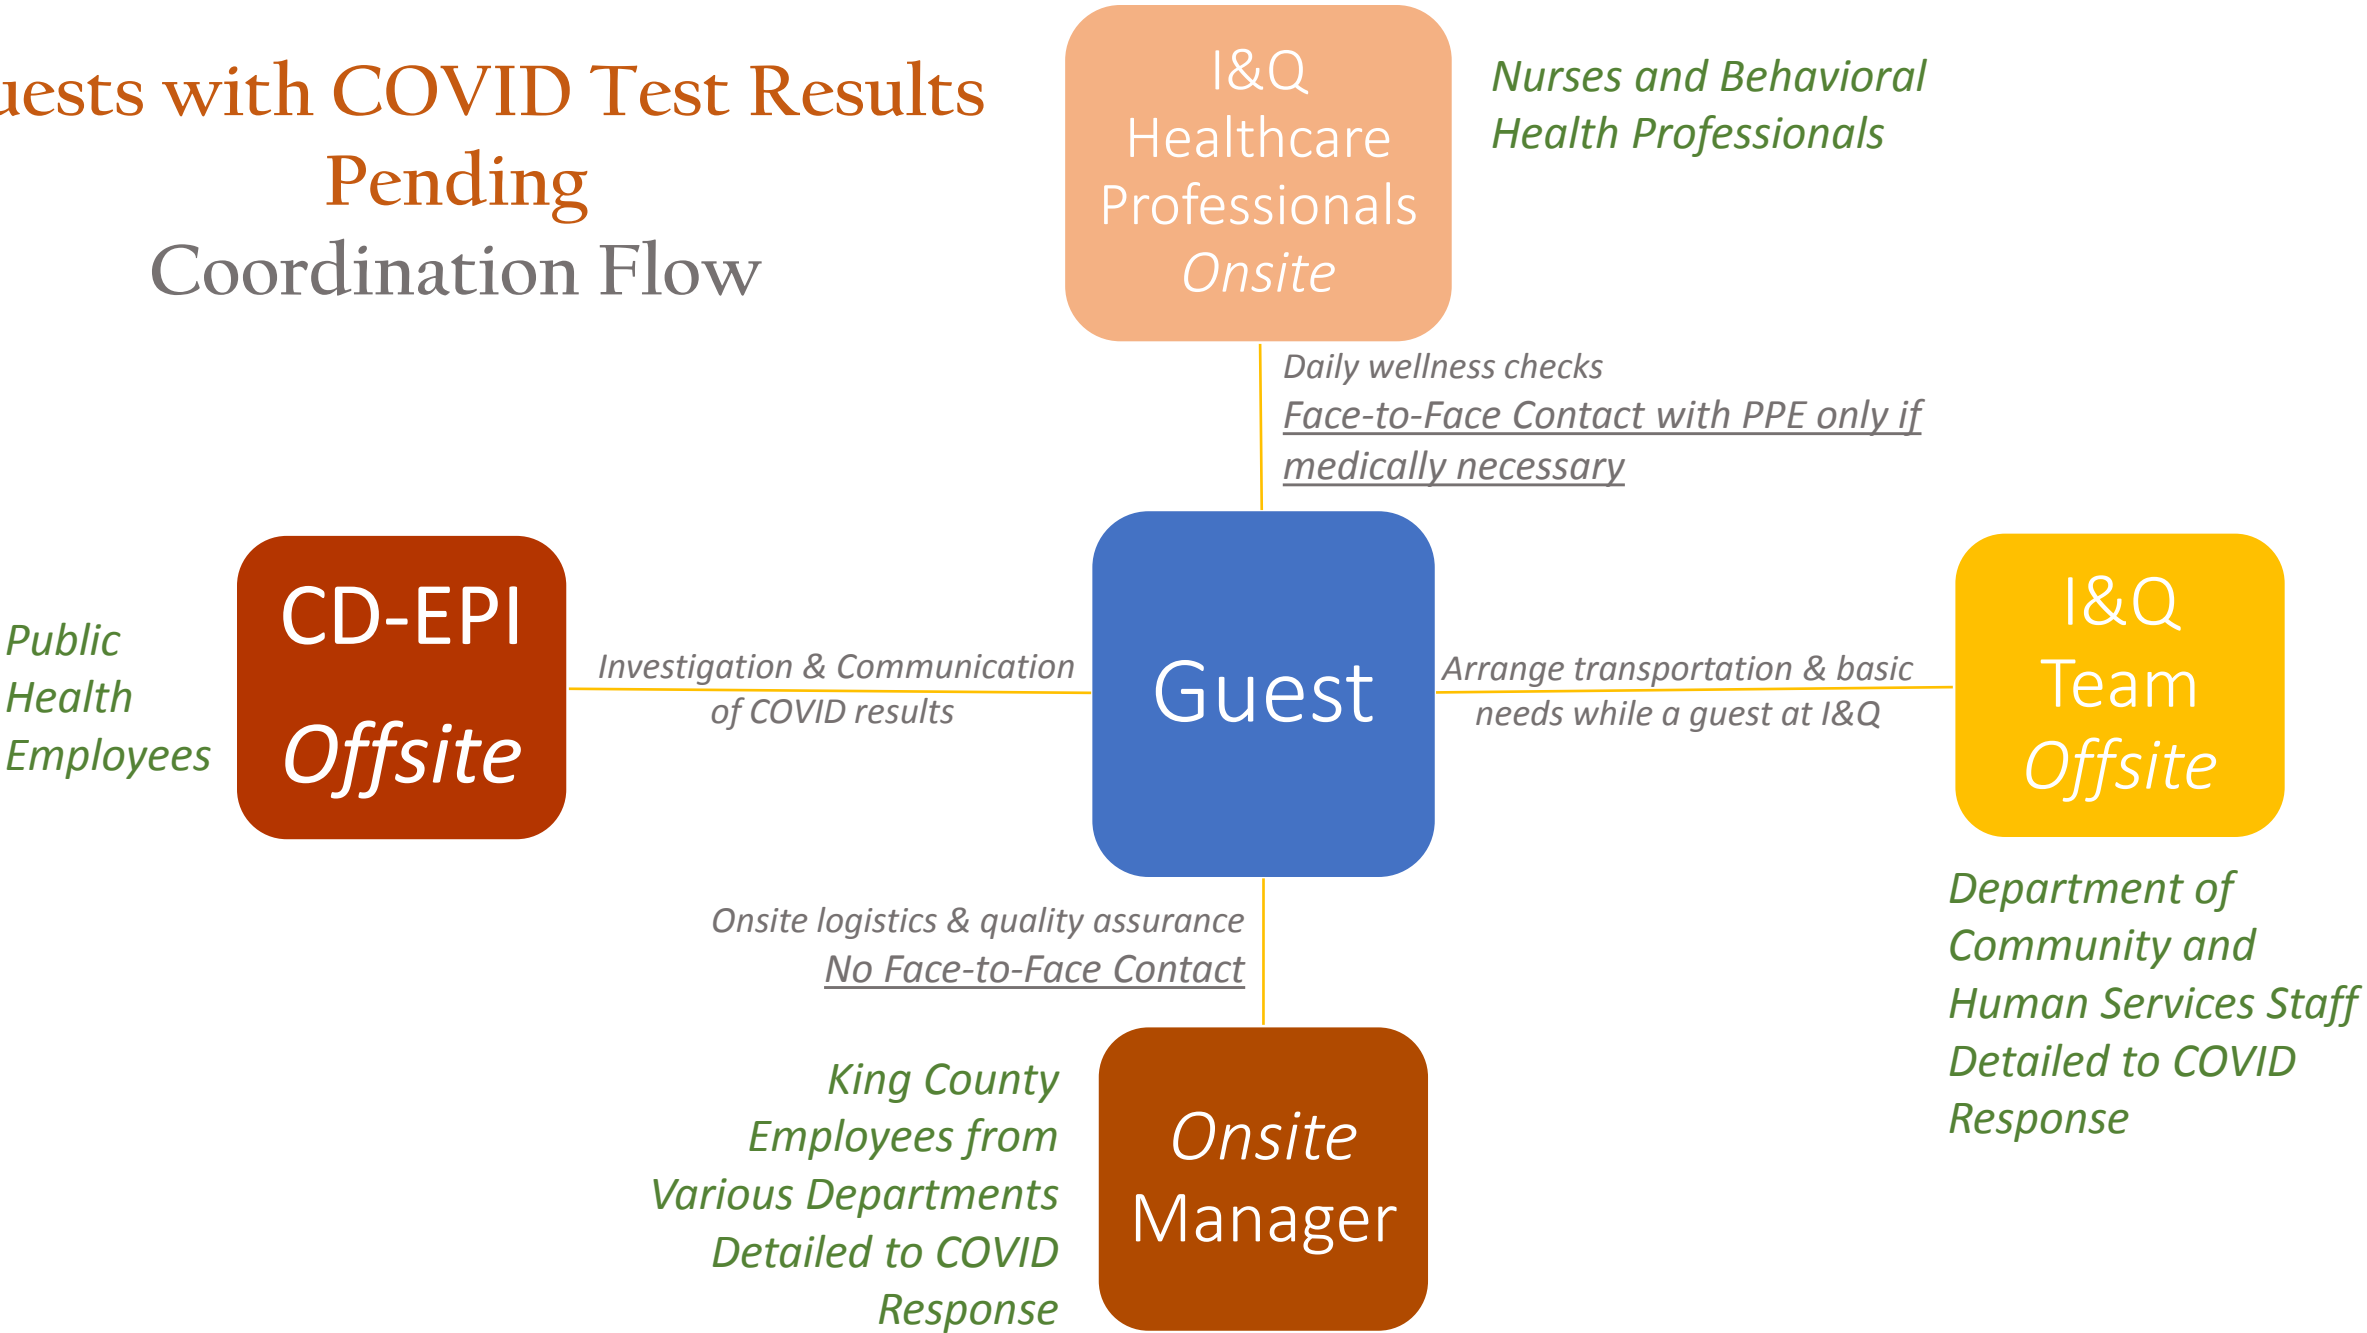 uests with COVID Test Results
Pending
Coordination Flow
I&Q
Healthcare
Professionals
Onsite
Nurses and Behavioral
Health Professionals
Daily wellness checks
Face-to-Face Contact with PPE only if
medically necessary
Public
Health
Employees
CD-EPI
Offsite
Investigation & Communication
of COVID results
Guest
Arrange transportation & basic
needs while a guest at I&Q
I&Q
Team
Offsite
Department of
Community and
Human Services Staff
Detailed to COVID
Response
Onsite logistics & quality assurance
No Face-to-Face Contact
King County
Employees from
Various Departments
Detailed to COVID
Response
Onsite
Manager